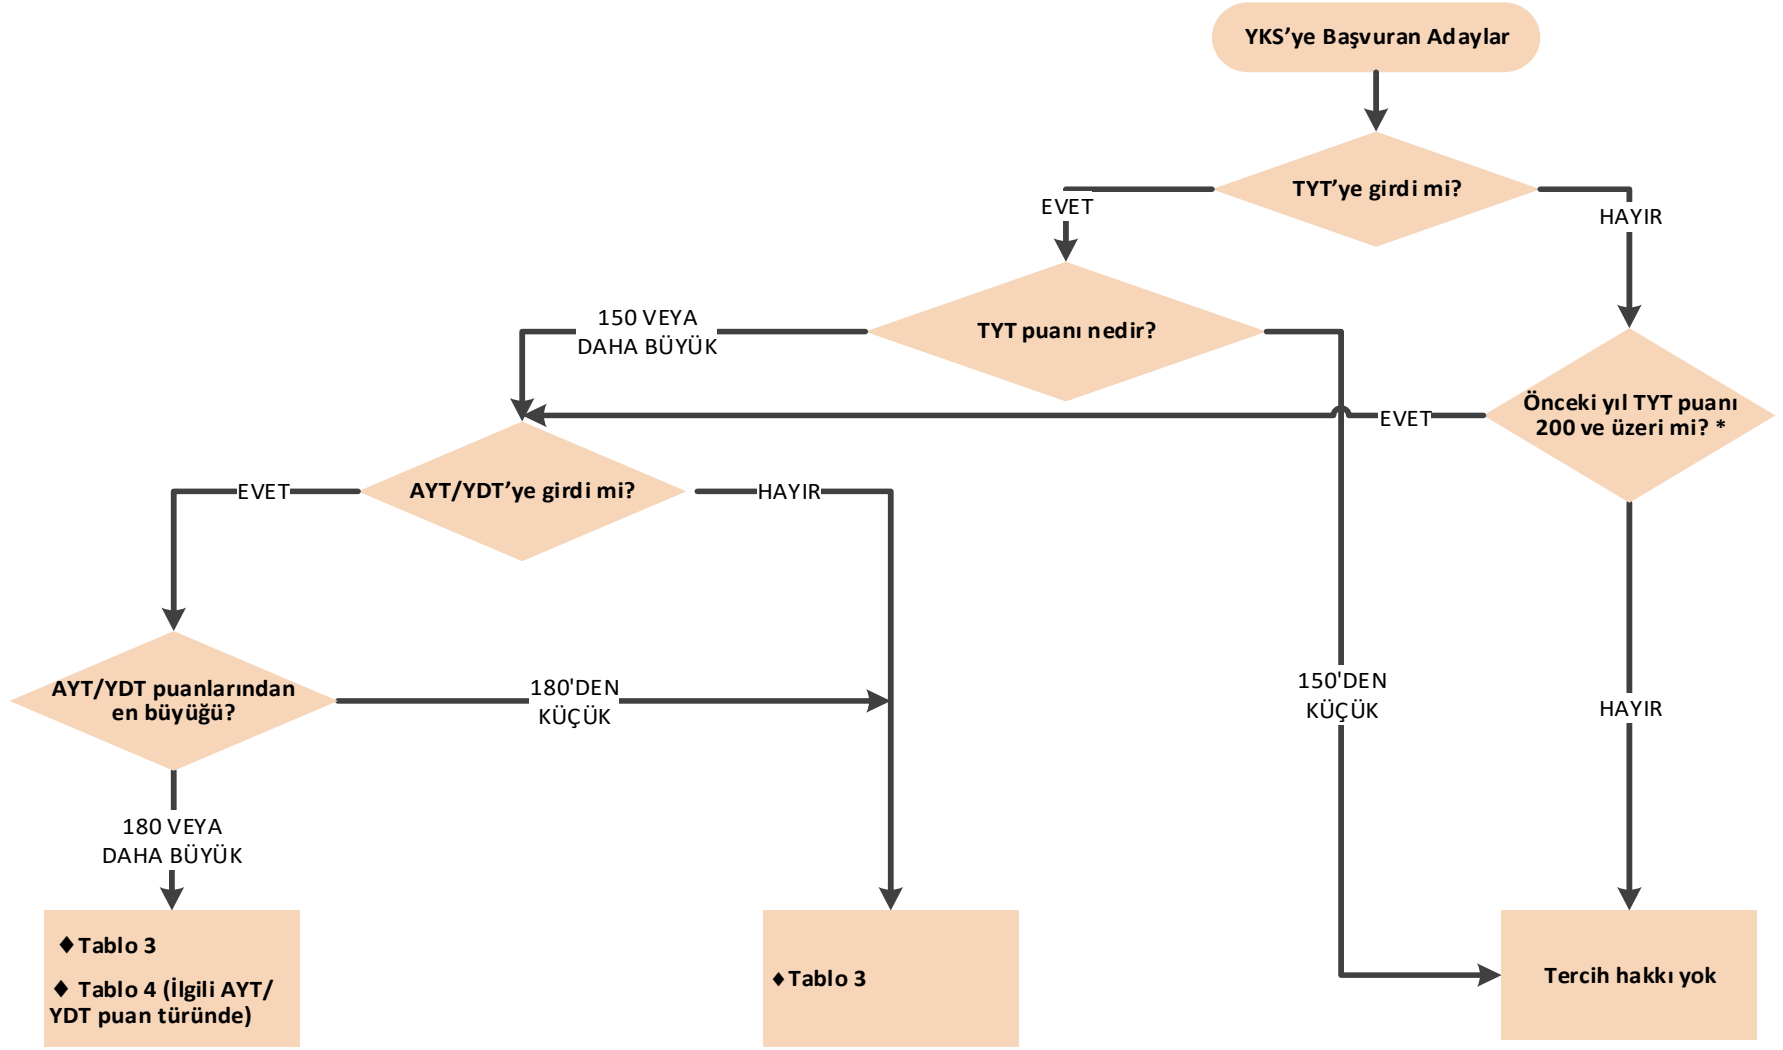 YKS’ye Başvuran Adaylar
TYT’ye girdi mi?
EVET
HAYIR
TYT puanı nedir?
150 VEYA
DAHA BÜYÜK
Önceki yıl TYT puanı
200 ve üzeri mi? *
EVET
AYT/YDT’ye girdi mi?
EVET
HAYIR
AYT/YDT puanlarından
en büyüğü?
180'DEN
KÜÇÜK
150'DEN
KÜÇÜK
HAYIR
180 VEYA
DAHA BÜYÜK
♦Tablo 3
♦ Tablo 4 (İlgili AYT/
YDT puan türünde)
♦Tablo 3
Tercih hakkı yok